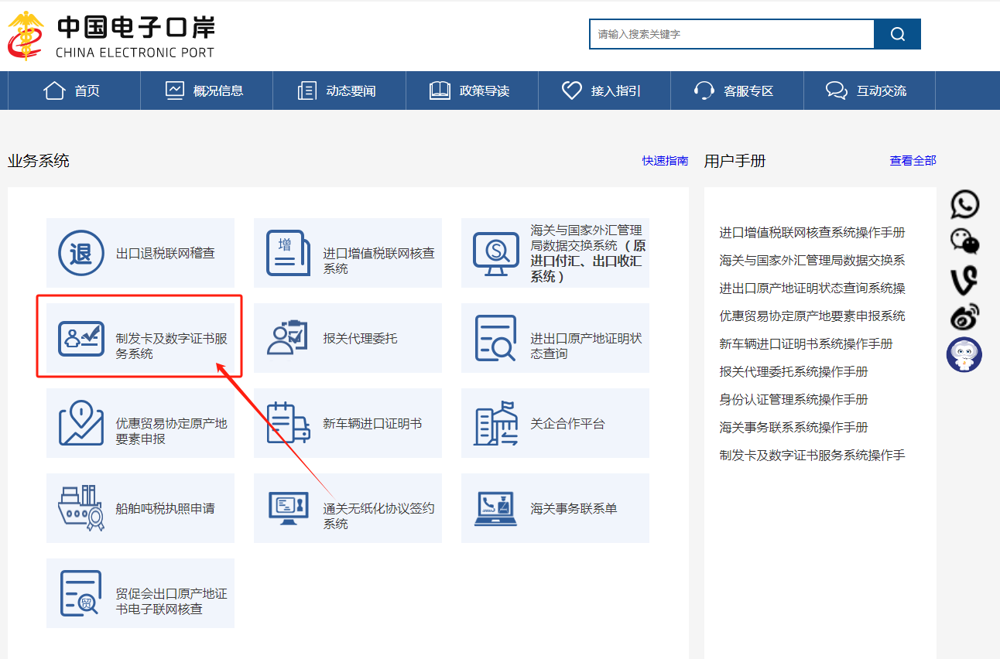 中国电子口岸
CHINA ELECTRONIC PORT
请输入搜索关键字
首页
概况信息
动态要闻
政策导读
接入指引
客服专区
互动交流
业务系统
快速指南
用户手册
查看全部
退
出口退税联网稽查
增
进口增值税联网核查
系统
海关与国家外汇管理
局数据交换系统（原
进口付汇、出口收汇
系统）
制发卡及数字证书服
务系统
报关代理委托
进出口原产地证明状
态查询
优惠贸易协定原产地
要素申报
新车辆进口证明书
关企合作平台
船舶吨税执照申请
通关无纸化协议签约
系统
海关事务联系单
贸
贸促会出口原产地证
书电子联网核查
进口增值税联网核查系统操作手册
海关与国家外汇管理局数据交换系
进出口原产地证明状态查询系统操
优惠贸易协定原产地要素申报系统
新车辆进口证明书系统操作手册
报关代理委托系统操作手册
身份认证管理系统操作手册
海关事务联系系统操作手册
制发卡及数字证书服务系统操作手